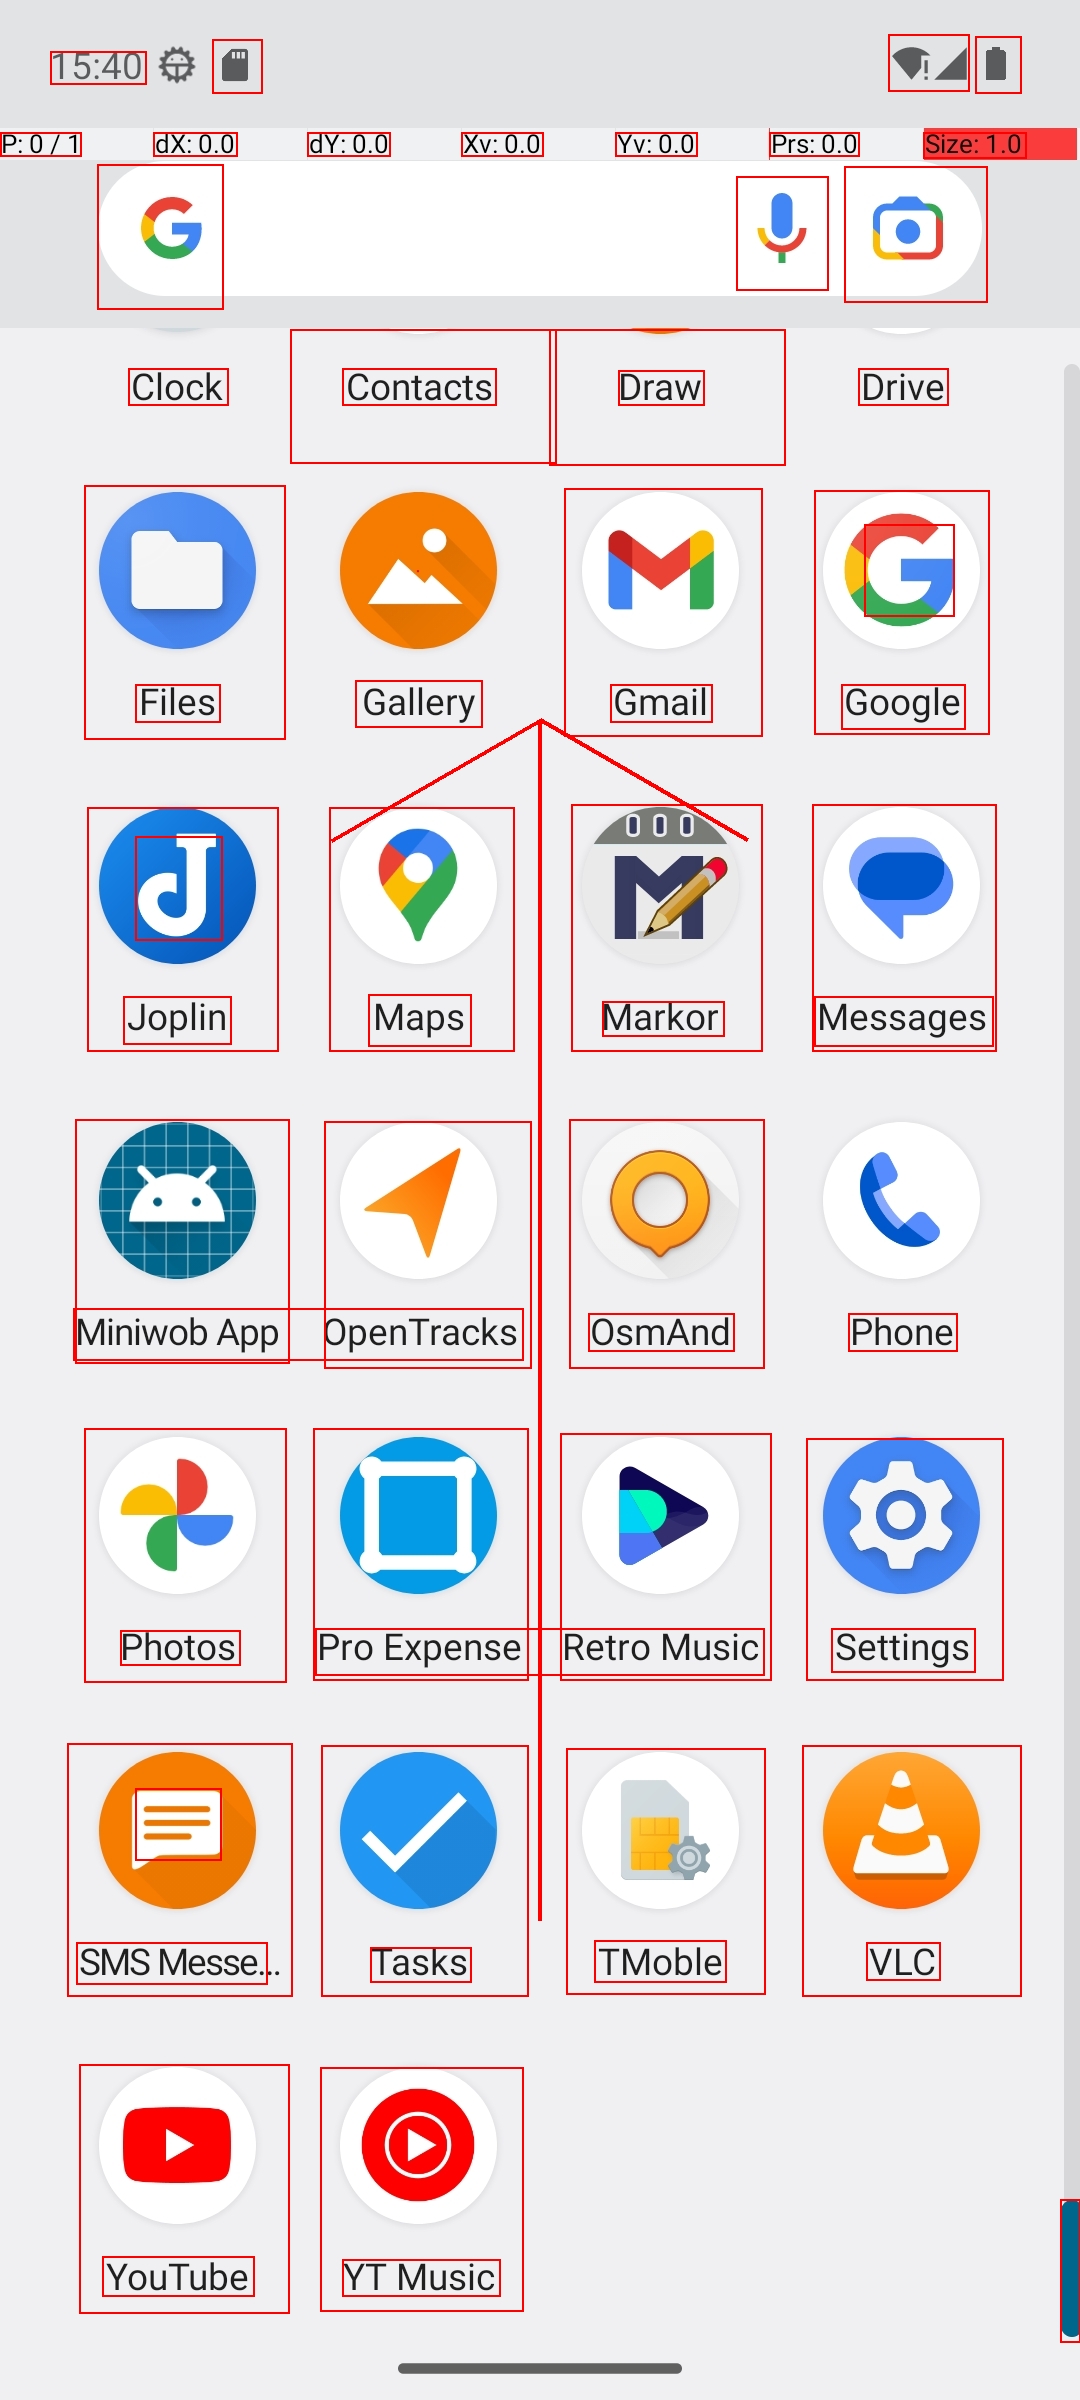 15:40
P: 0 / 1 dX: 0.0 dY: 0.0 Xv: 0.0 Yv: 0.0 Prs: 0.0 Size: 1.0
Clock Contacts Draw Drive
Files Gallery Gmail Google
Joplin Maps Markor Messages
Miniwob App OpenTracks OsmAnd Phone
Photos Pro Expense Retro Music Settings
SMS Messe... Tasks TMoble VLC
YouTube YT Music